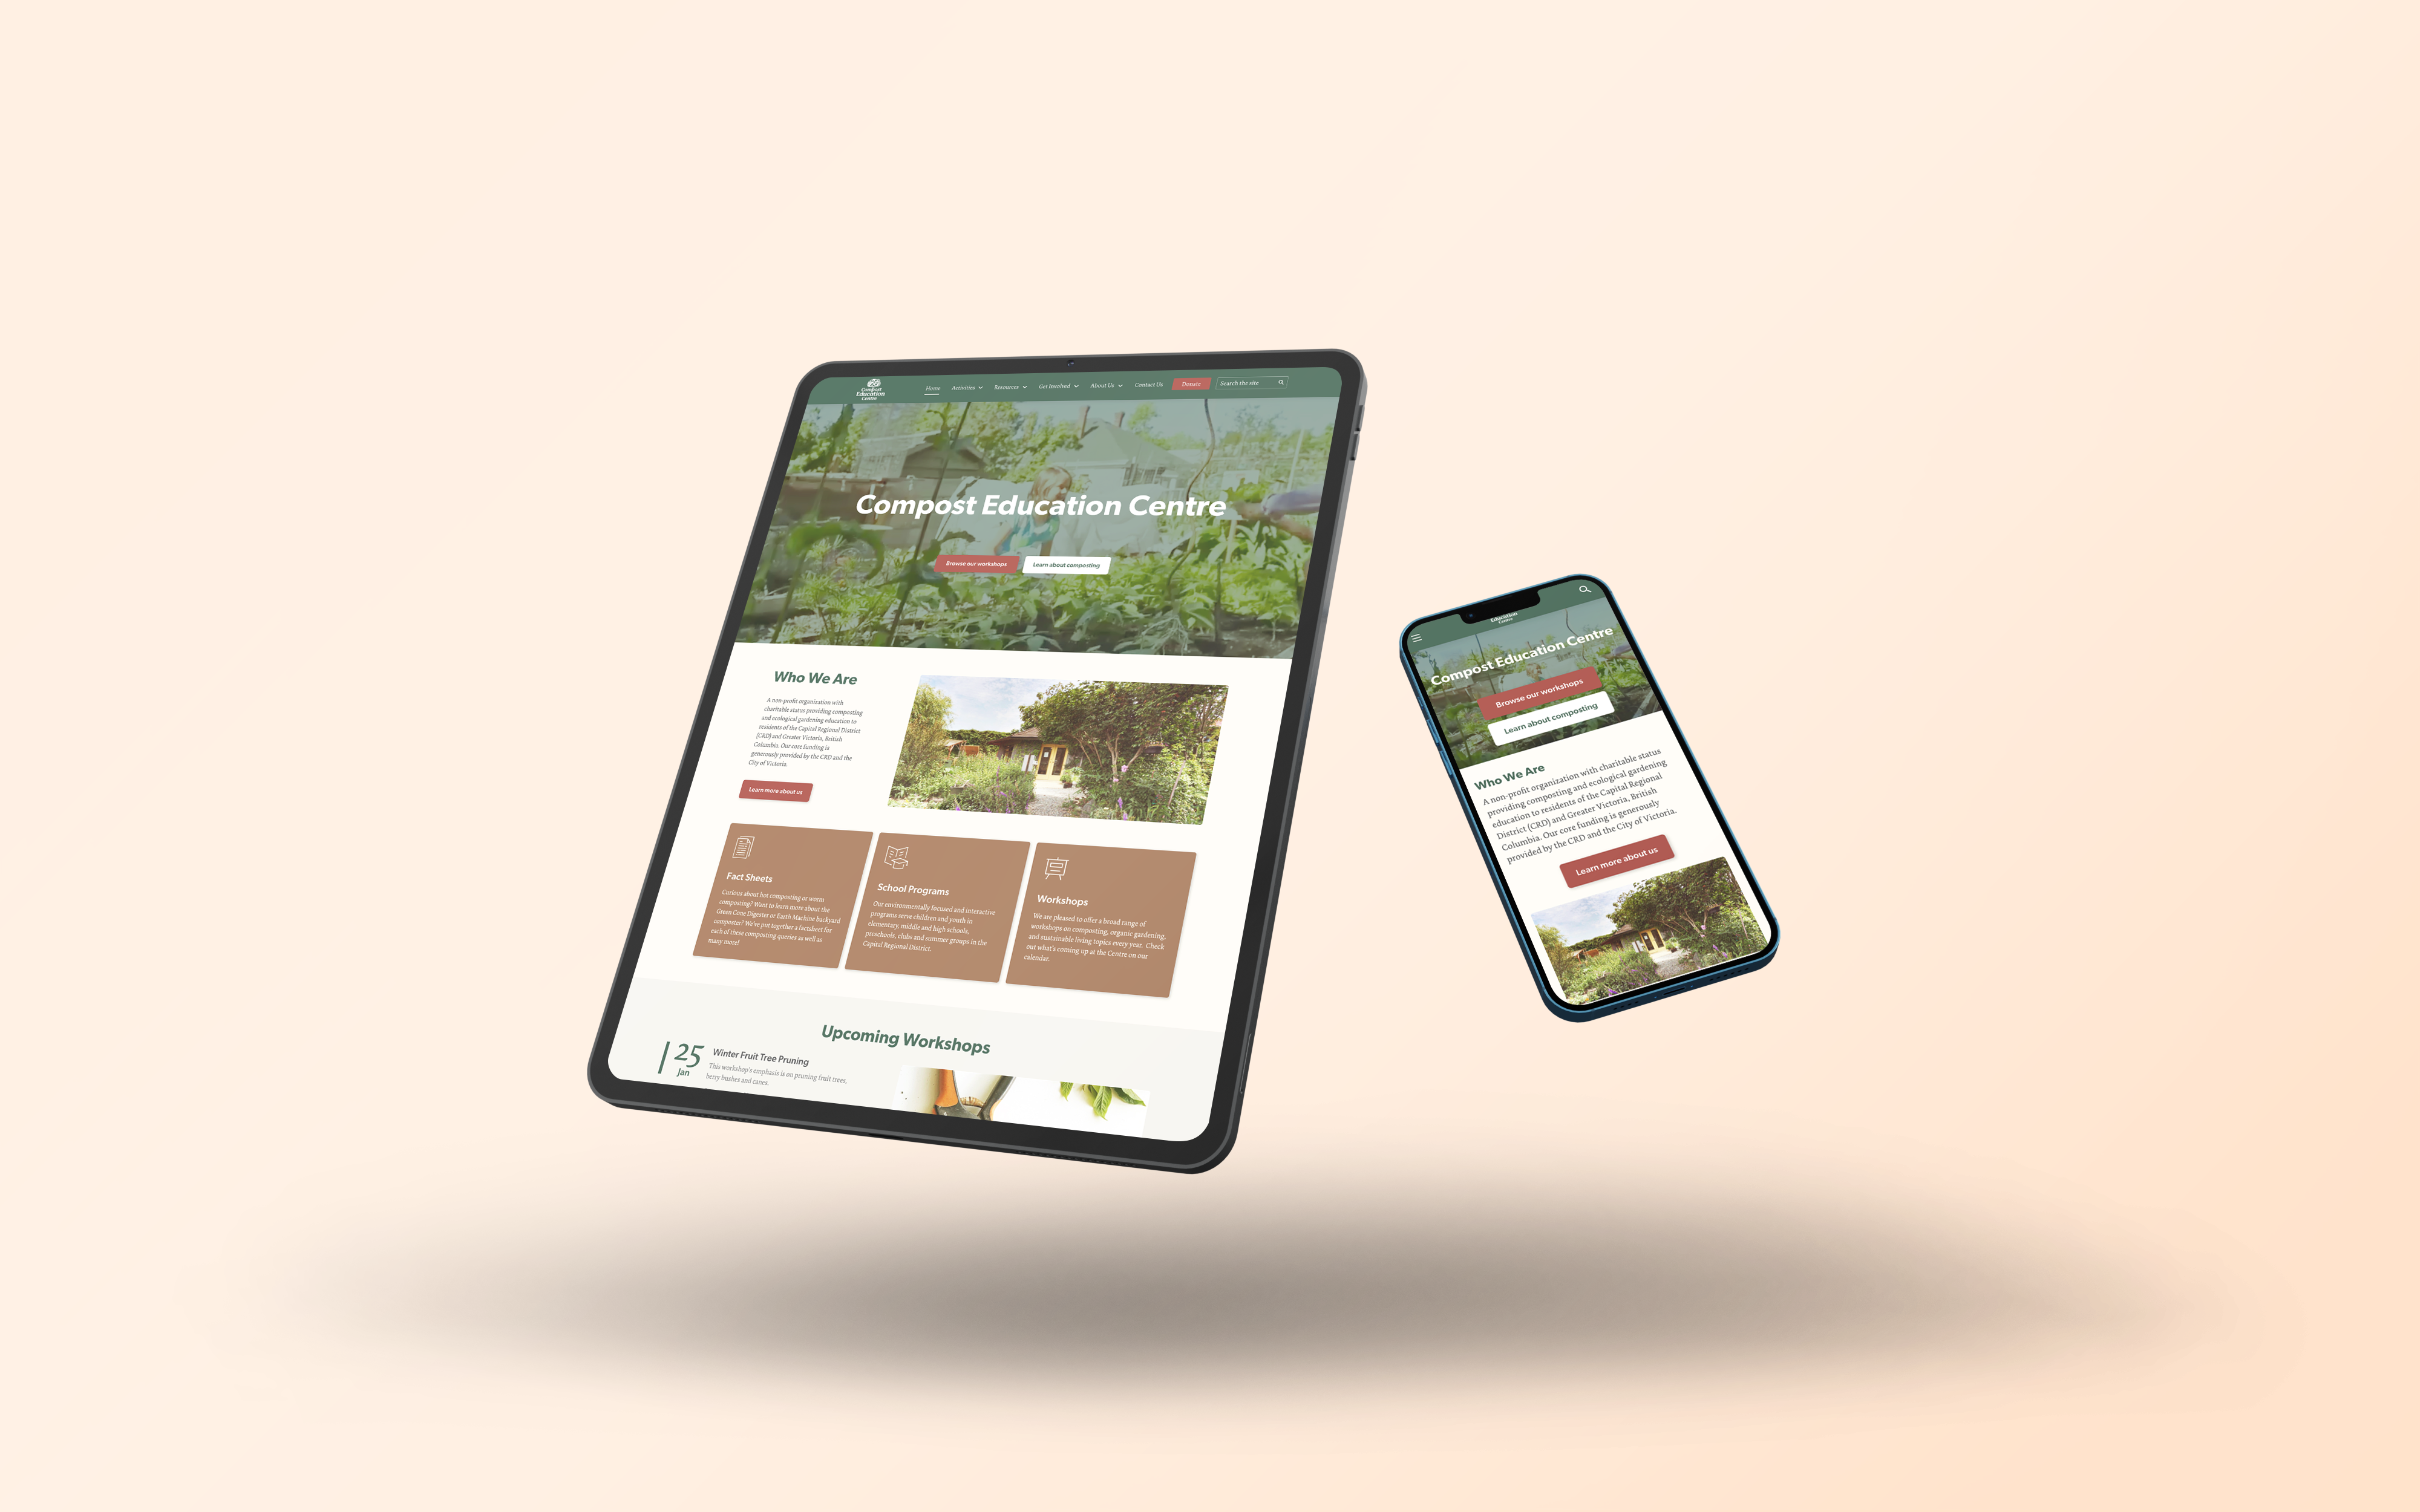 Compost
Education
Centre
Home Activities Resources Get Involved About Us Contact Us Donate Search the site
Compost Education Centre
Browse our workshops Learn about composting
Who We Are
A non-profit organization with
charitable status providing composting
and ecological gardening education to
residents of the Capital Regional District
(CRD) and Greater Victoria, British
Columbia. Our core funding is
generously provided by the CRD and the
City of Victoria.
Learn more about us
Fact Sheets
Curious about hot composting or worm
composting? Want to learn more about the
Green Cone Digester or Earth Machine backyard
composter? We've put together a factsheet for
each of these composting queries as well as
many more!
School Programs
Our environmentally focused and interactive
programs serve children and youth in
elementary, middle and high schools,
preschools, clubs and summer groups in the
Capital Regional District.
Workshops
We are pleased to offer a broad range of
workshops on composting, organic gardening,
and sustainable living topics every year. Check
out what's coming up at the Centre on our
calendar.
Upcoming Workshops
25
Jan
Winter Fruit Tree Pruning
This workshop's emphasis is on pruning fruit trees,
berry bushes and canes.
Education
Centre
Compost Education Centre
Browse our workshops
Learn about composting
Who We Are
A non-profit organization with charitable status
providing composting and ecological gardening
education to residents of the Capital Regional
District (CRD) and Greater Victoria, British
Columbia. Our core funding is generously
provided by the CRD and the City of Victoria.
Learn more about us